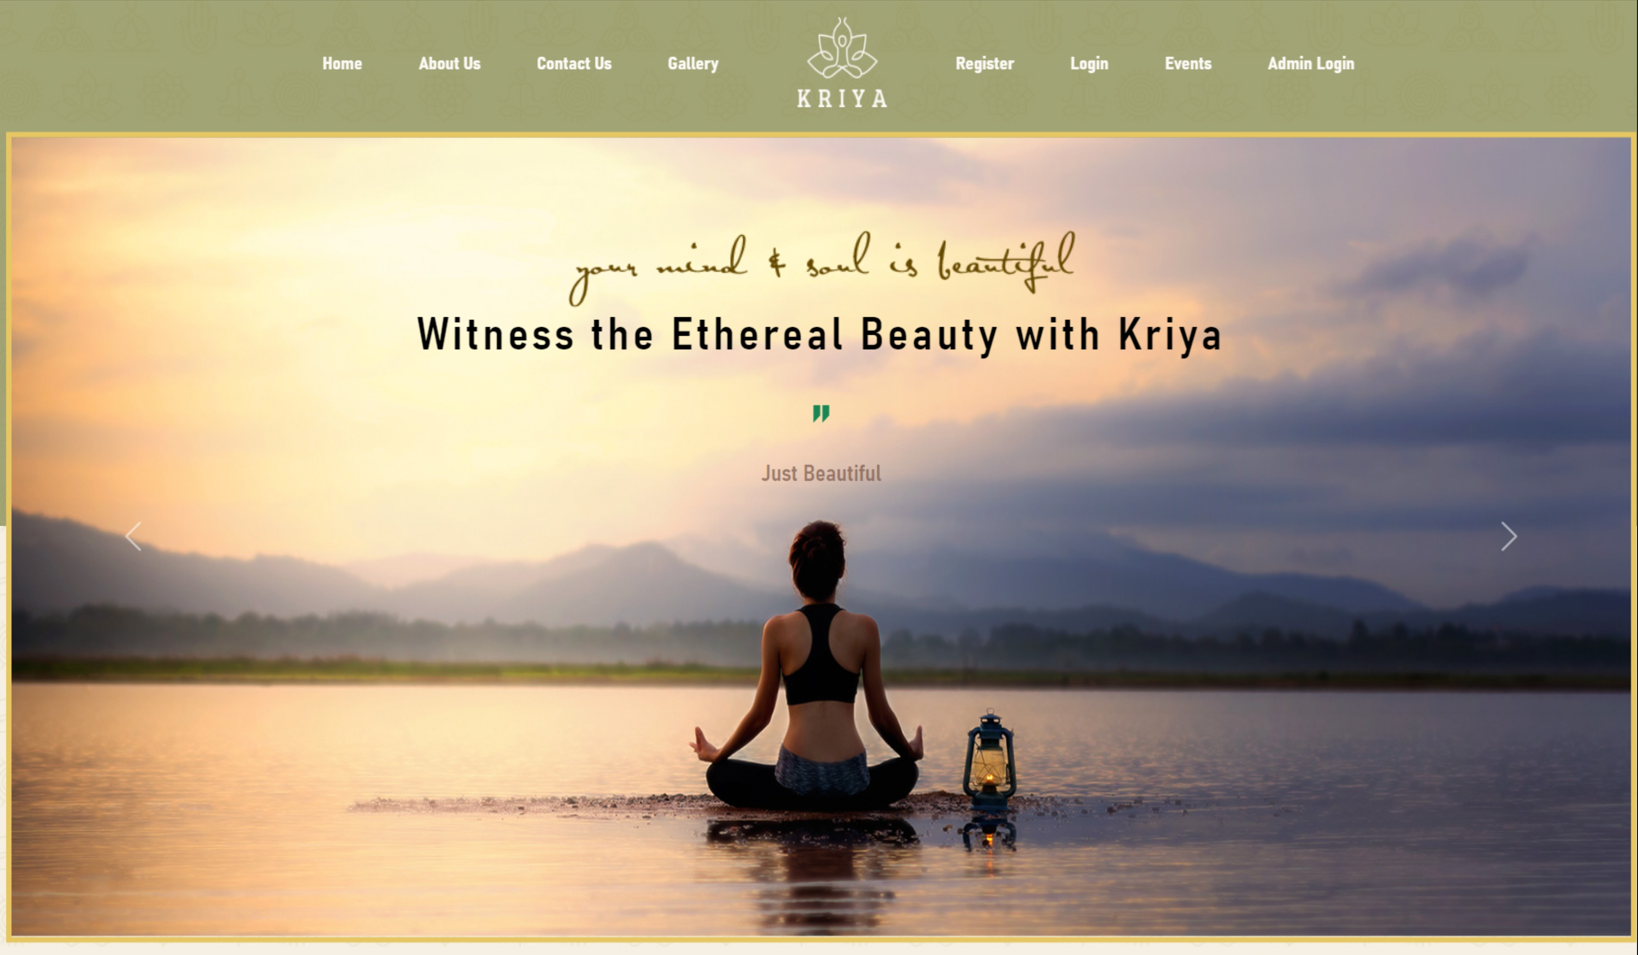 Home About Us Contact Us Gallery KRIYA Register Login Events Admin Login
your mind & soul is beautiful
Witness the Ethereal Beauty with Kriya
"
Just Beautiful